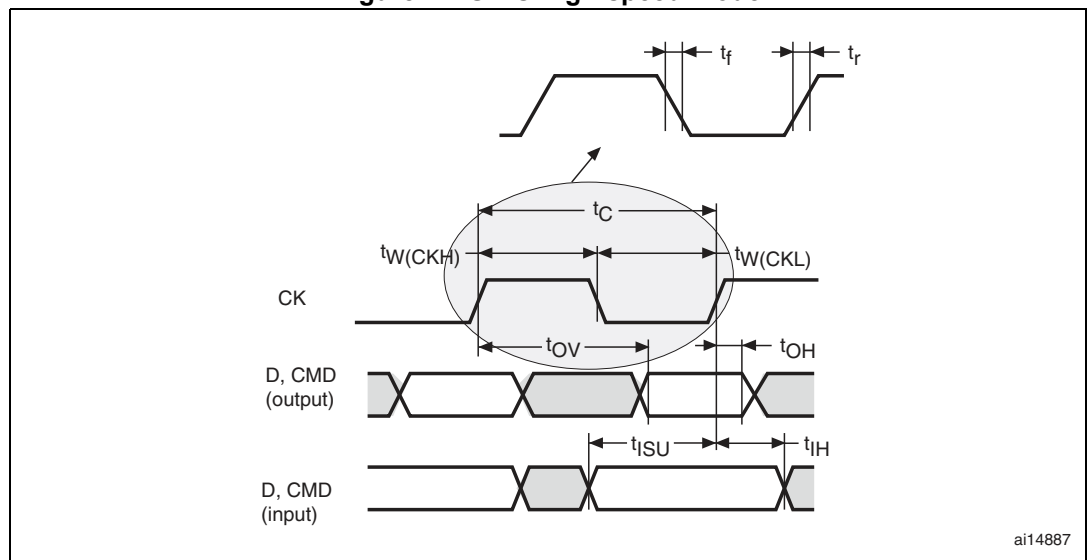 tf
tr
tC
tW(CKH)
tW(CKL)
CK
tOV
tOH
D, CMD
(output)
tISU
tIH
D, CMD
(input)
ai14887